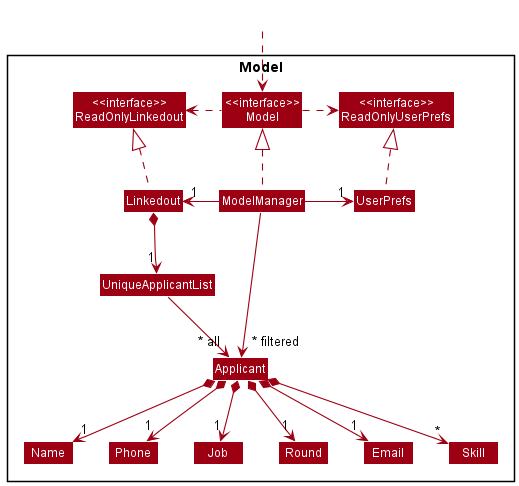 Model
<<interface>>
ReadOnlyLinkedout
<<interface>>
Model
<<interface>>
ReadOnlyUserPrefs
1
1
Linkedout
ModelManager
UserPrefs
1
UniqueApplicantList
* all
* filtered
Applicant
1
1
1
1
1
*
Name
Phone
Job
Round
Email
Skill